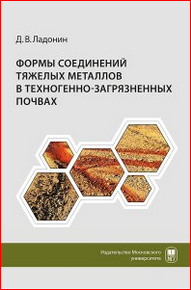 Д. В. Ладонин
ФОРМЫ СОЕДИНЕНИЙ
ТЯЖЕЛЫХ МЕТАЛЛОВ
В ТЕХНОГЕННО-ЗАГРЯЗНЕННЫХ
ПОЧВАХ
Издательство Московского
университета